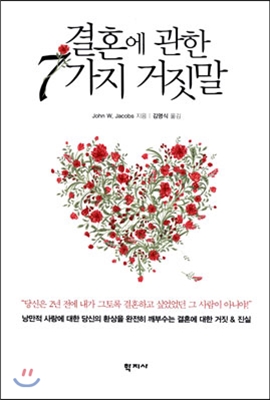 결혼에 관한
7가지 거짓말
John W. Jacobs 지음 | 김명식 옮김
"당신은 2년 전에 내가 그토록 결혼하고 싶었었던 그 사람이 아니야!"
낭만적 사랑에 대한 당신의 환상을 완전히 깨부수는 결혼에 대한 거짓 & 진실
학지사